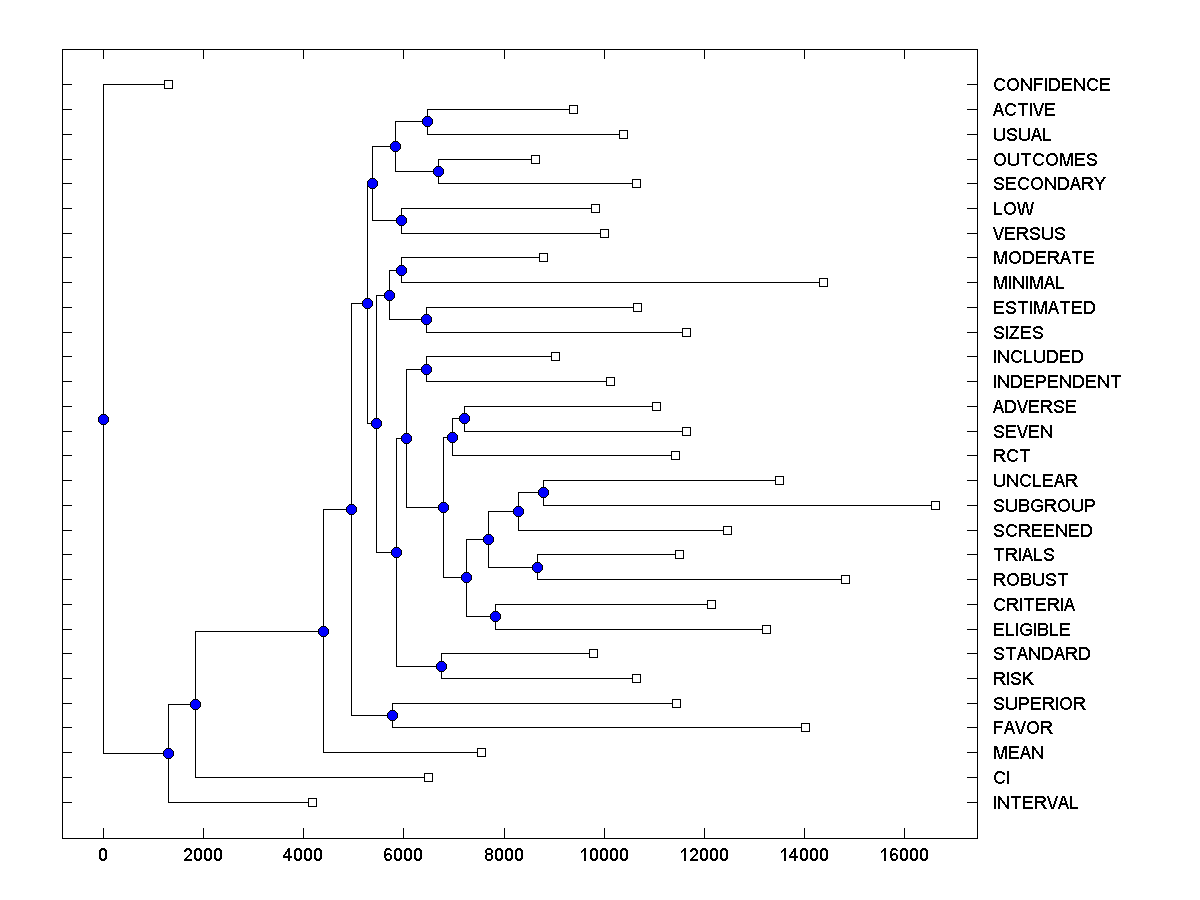 CONFIDENCE
ACTIVE
USUAL
OUTCOMES
SECONDARY
LOW
VERSUS
MODERATE
MINIMAL
ESTIMATED
SIZES
INCLUDED
INDEPENDENT
ADVERSE
SEVEN
RCT
UNCLEAR
SUBGROUP
SCREENED
TRIALS
ROBUST
CRITERIA
ELIGIBLE
STANDARD
RISK
SUPERIOR
FAVOR
MEAN
CI
INTERVAL
0 2000 4000 6000 8000 10000 12000 14000 16000